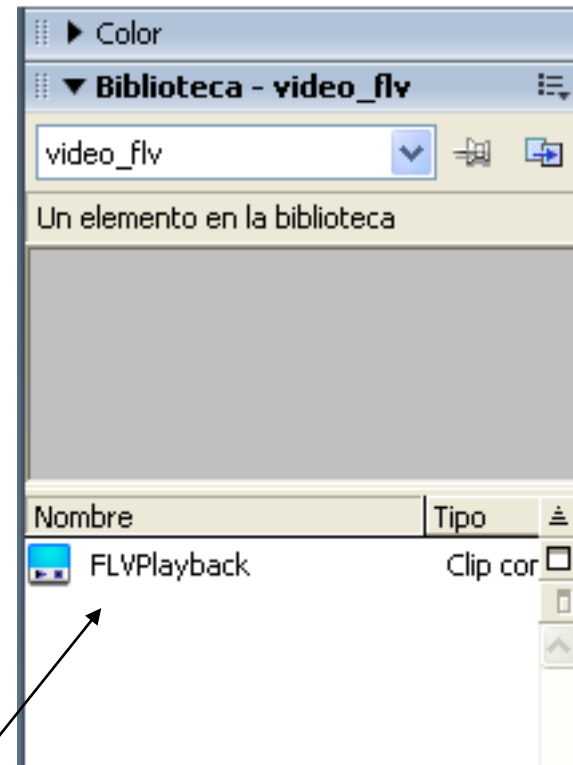 Color
Biblioteca - video_flv
video_flv
Un elemento en la biblioteca
Nombre Tipo
FLVPlayback Clip cor